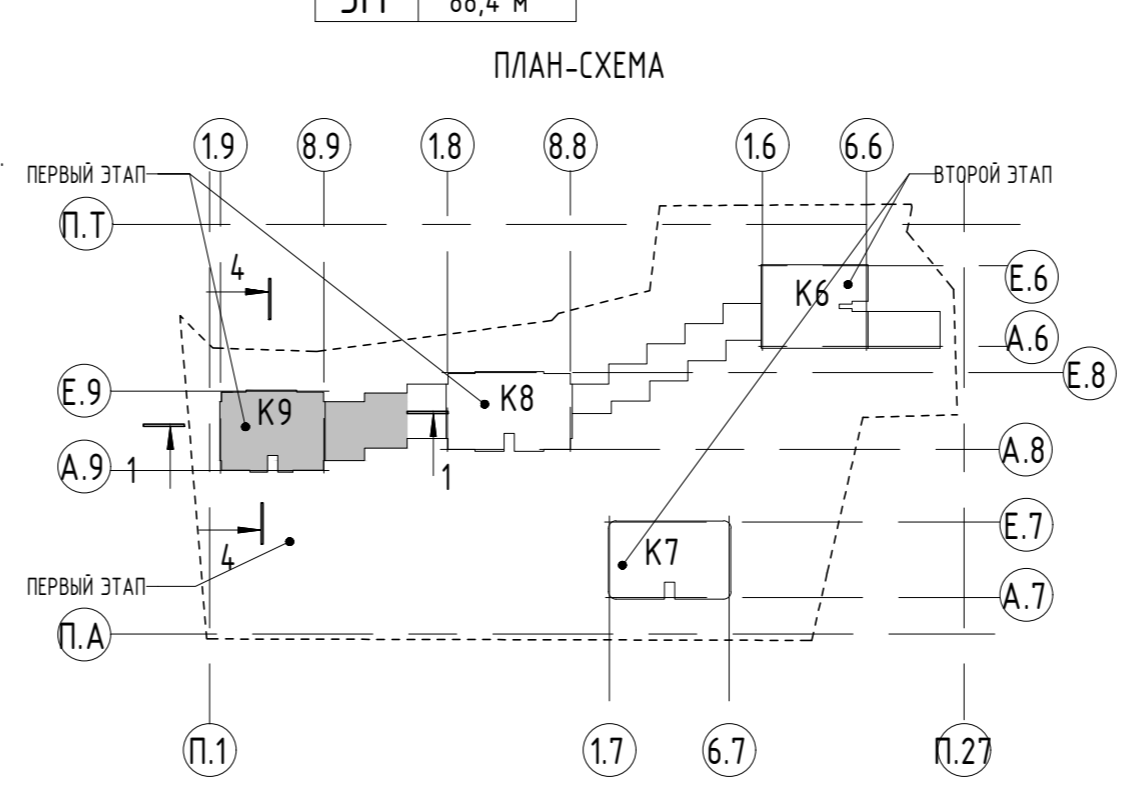 88,4 м
ПЛАН-СХЕМА
1.9 8.9 1.8 8.8 1.6 6.6
ПЕРВЫЙ ЭТАП
ВТОРОЙ ЭТАП
П.Т
4
К6
Е.6
А.6
Е.8
Е.9
К9
К8
А.9
1
1
А.8
Е.7
4
К7
ПЕРВЫЙ ЭТАП
А.7
П.А
П.1 1.7 6.7 П.27